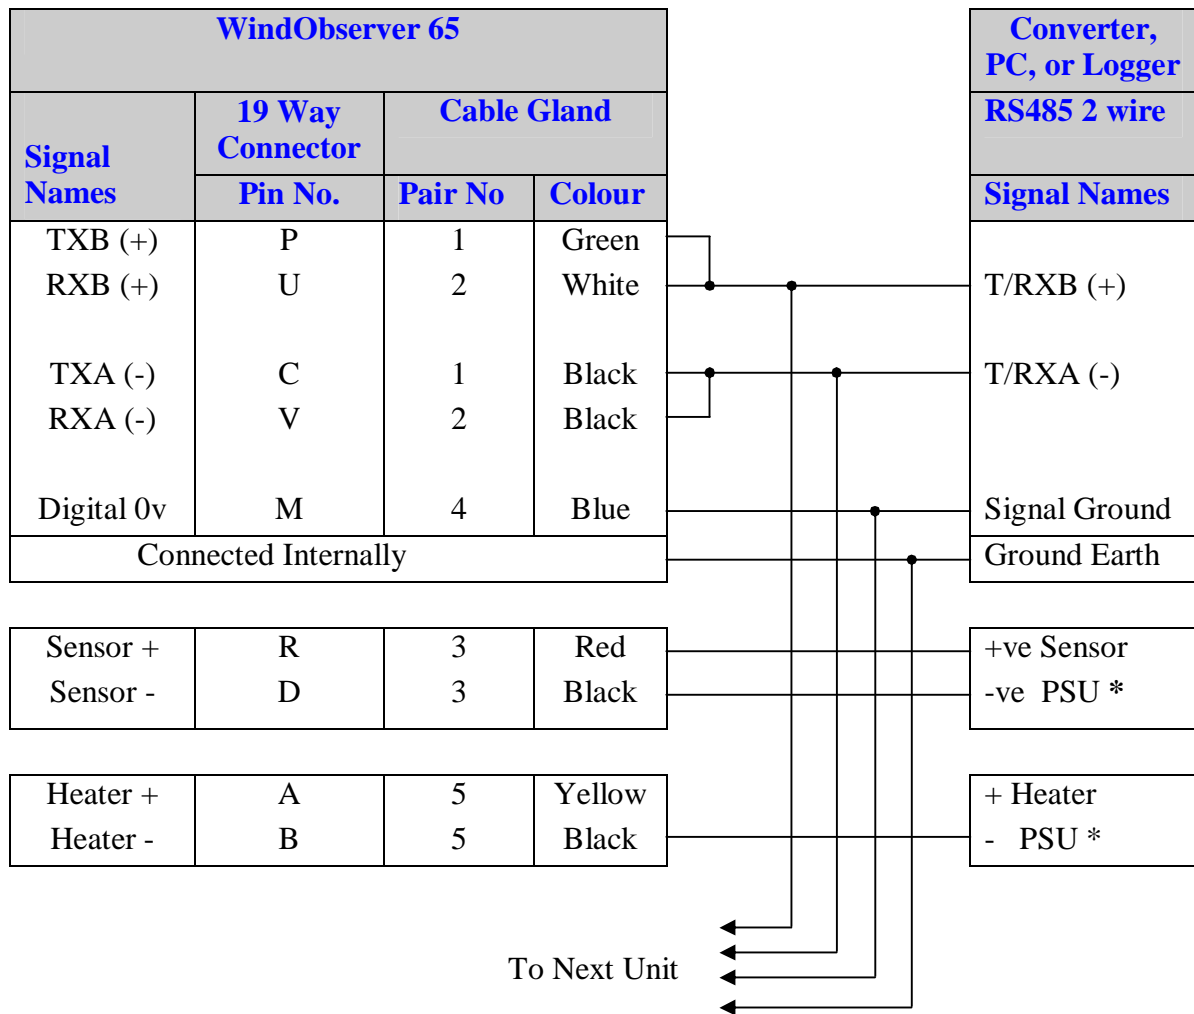 WindObserver 65
Converter,
PC, or Logger
Signal
Names
19 Way
Connector
Cable Gland
RS485 2 wire
Pin No.
Pair No
Colour
Signal Names
TXB (+) P 1 Green
RXB (+) U 2 White T/RXB (+)
TXA (-) C 1 Black T/RXA (-)
RXA (-) V 2 Black
Digital 0v M 4 Blue Signal Ground
Connected Internally Ground Earth
Sensor + R 3 Red +ve Sensor
Sensor - D 3 Black -ve PSU *
Heater + A 5 Yellow + Heater
Heater - B 5 Black - PSU *
To Next Unit